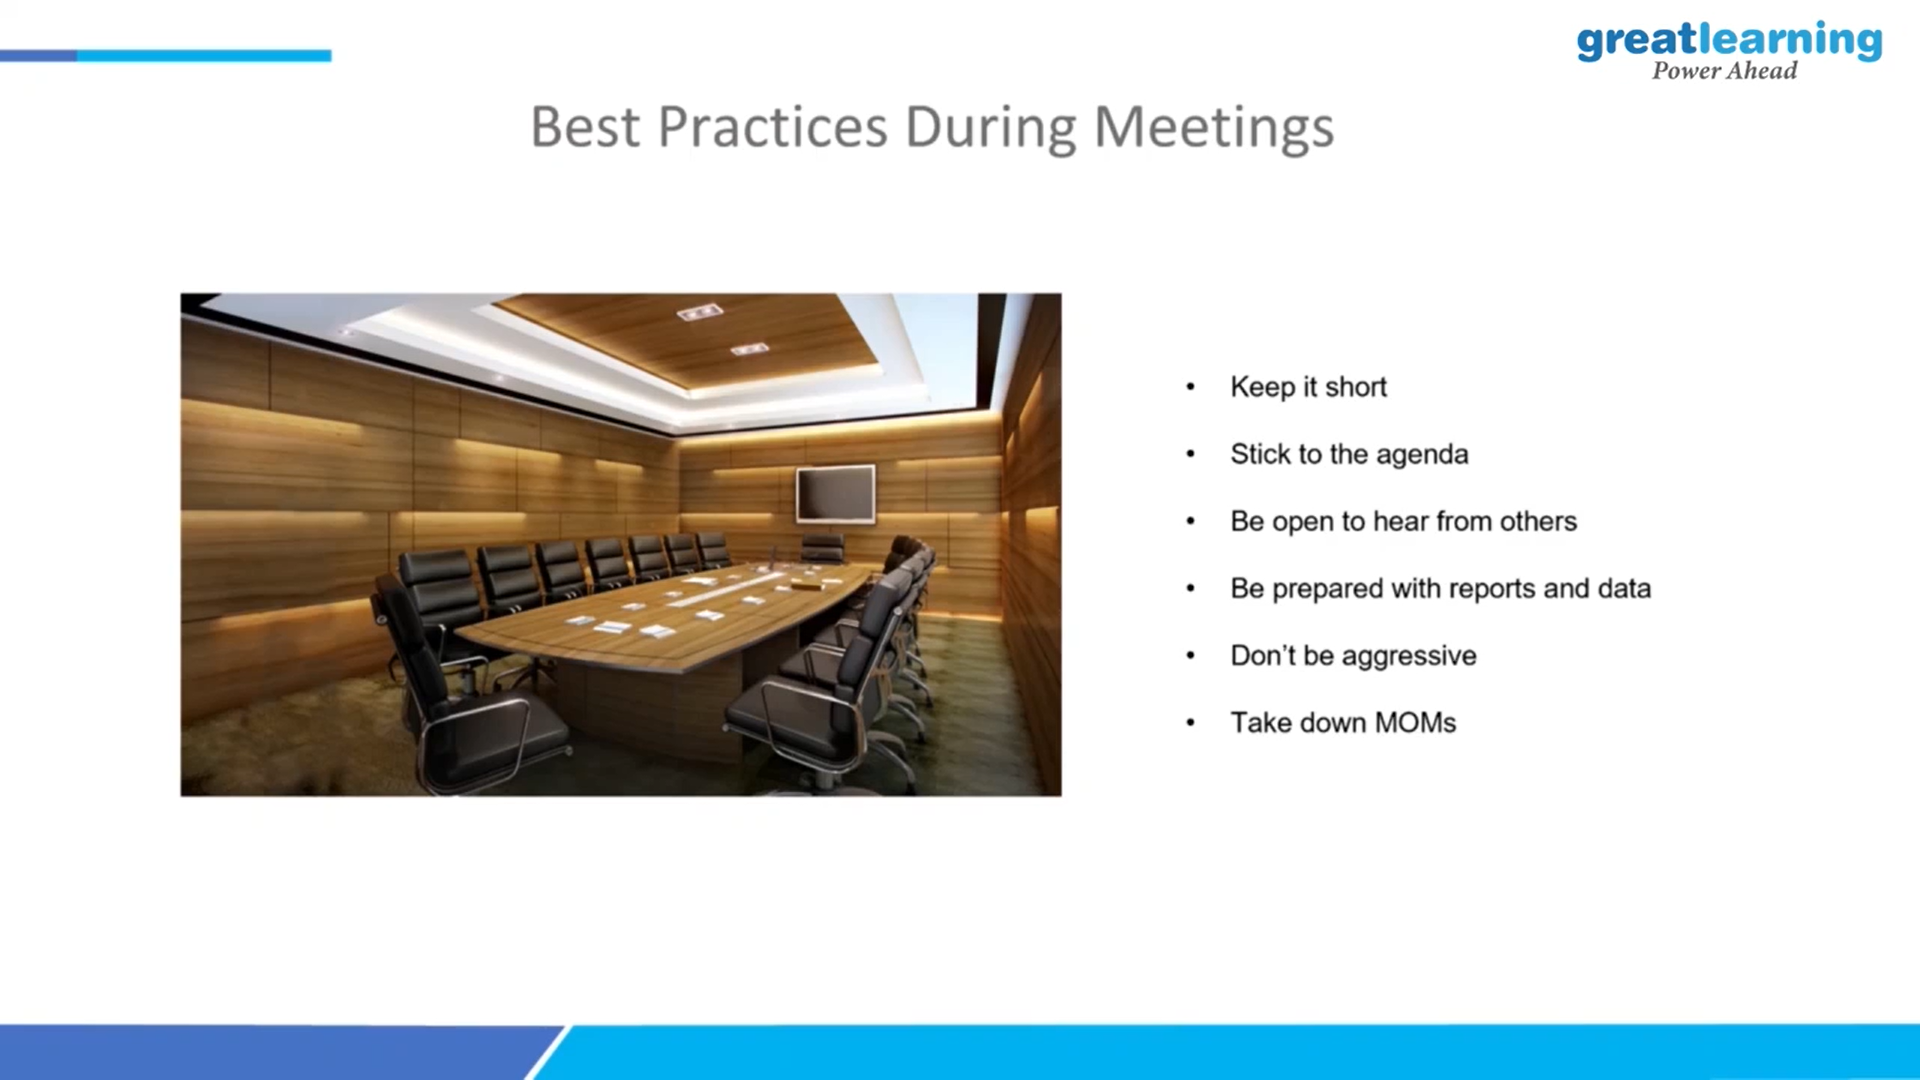 greatlearning
Power Ahead
Best Practices During Meetings
• Keep it short
• Stick to the agenda
• Be open to hear from others
• Be prepared with reports and data
• Don’t be aggressive
• Take down MOMs